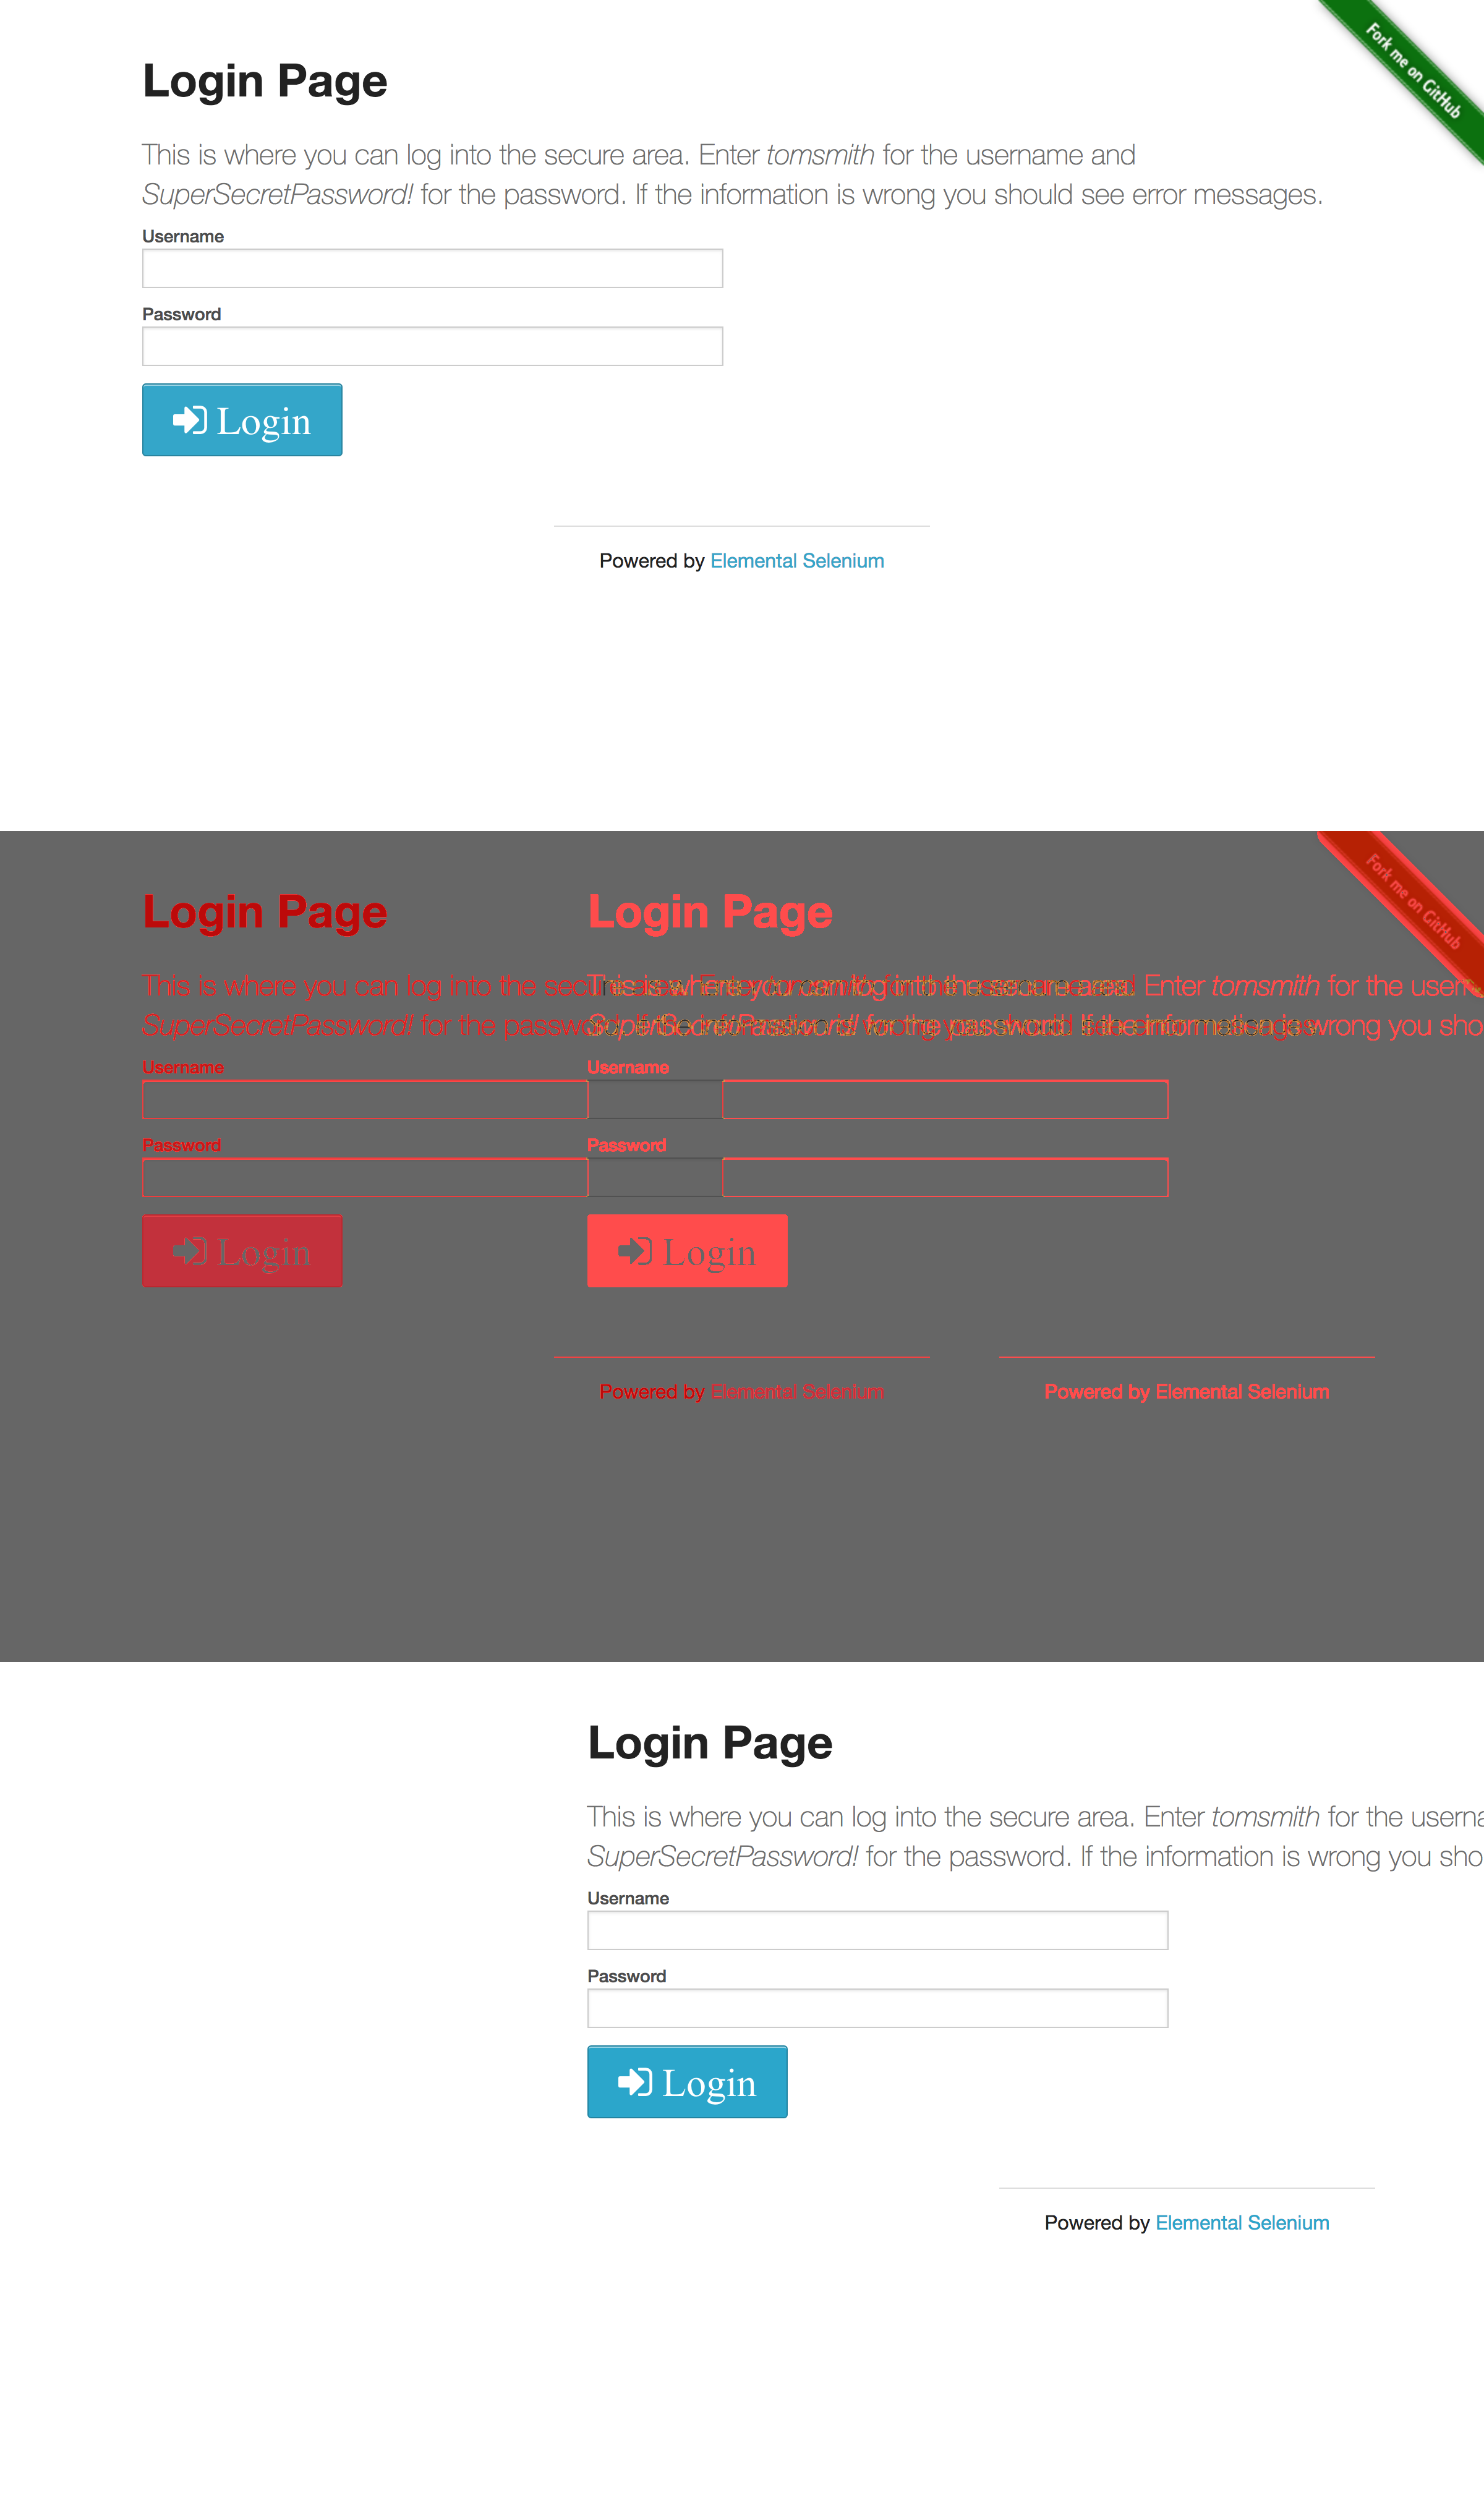 Fork me on GitHub
Login Page
This is where you can log into the secure area. Enter tomsmith for the username and
SuperSecretPassword! for the password. If the information is wrong you should see error messages.
Username
Password
Login
Powered by Elemental Selenium
Fork me on GitHub
Login Page Login Page
This is where you can log into the Enter tomsmith for the
SuperSecretPassword! for the wrong you
Username Username
Password Password
Login Login
Powered by Elemental Selenium Powered by Elemental Selenium
Login Page
This is where you can log into the secure area. Enter tomsmith for the userna
SuperSecretPassword! for the password. If the information is wrong you sho
Username
Password
Login
Powered by Elemental Selenium